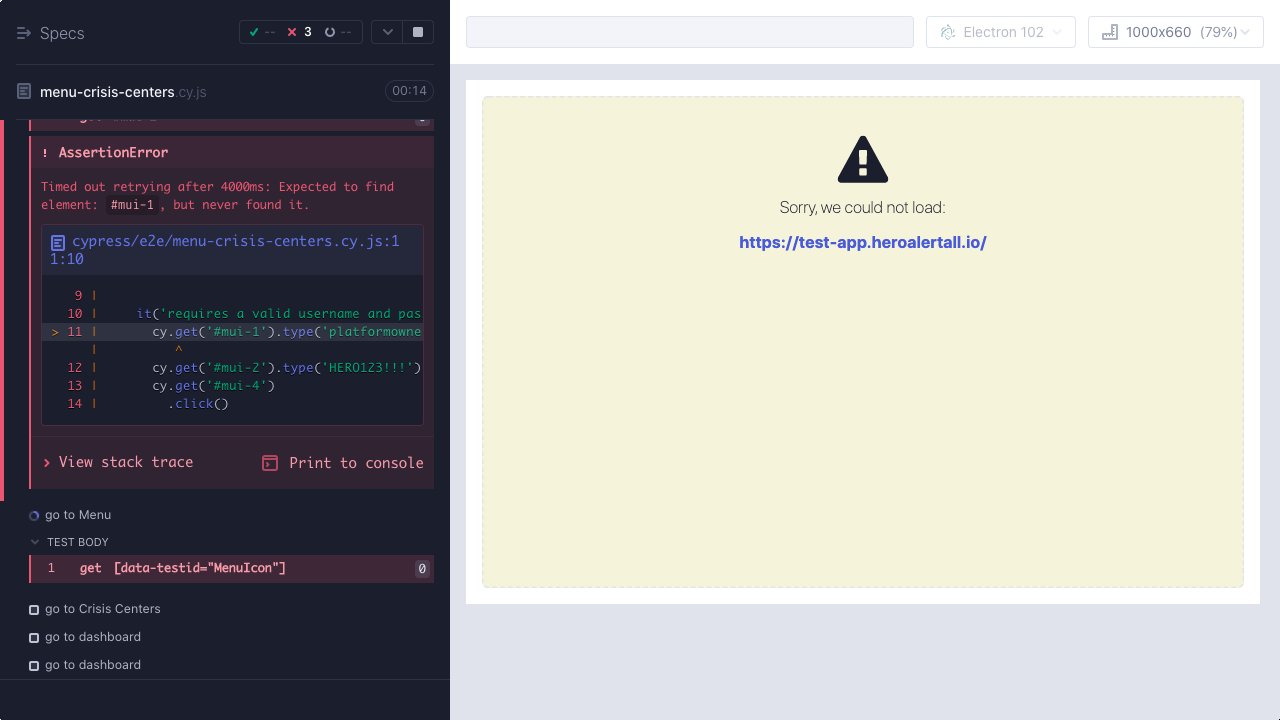 Specs
-- 3 --
menu-crisis-centers.cy.js
00:14
! AssertionError
Timed out retrying after 4000ms: Expected to find
element: #mui-1, but never found it.
cypress/e2e/menu-crisis-centers.cy.js:1
1:10
9 |
10 | it('requires a valid username and pas
> 11 | cy.get('#mui-1').type('platformowne
| ^
12 | cy.get('#mui-2').type('HERO123!!!')
13 | cy.get('#mui-4')
14 | .click()
View stack trace
Print to console
go to Menu
TEST BODY
1 get [data-testid="MenuIcon"] 0
go to Crisis Centers
go to dashboard
go to dashboard
Electron 102
1000x660 (79%)
Sorry, we could not load:
https://test-app.heroalertall.io/